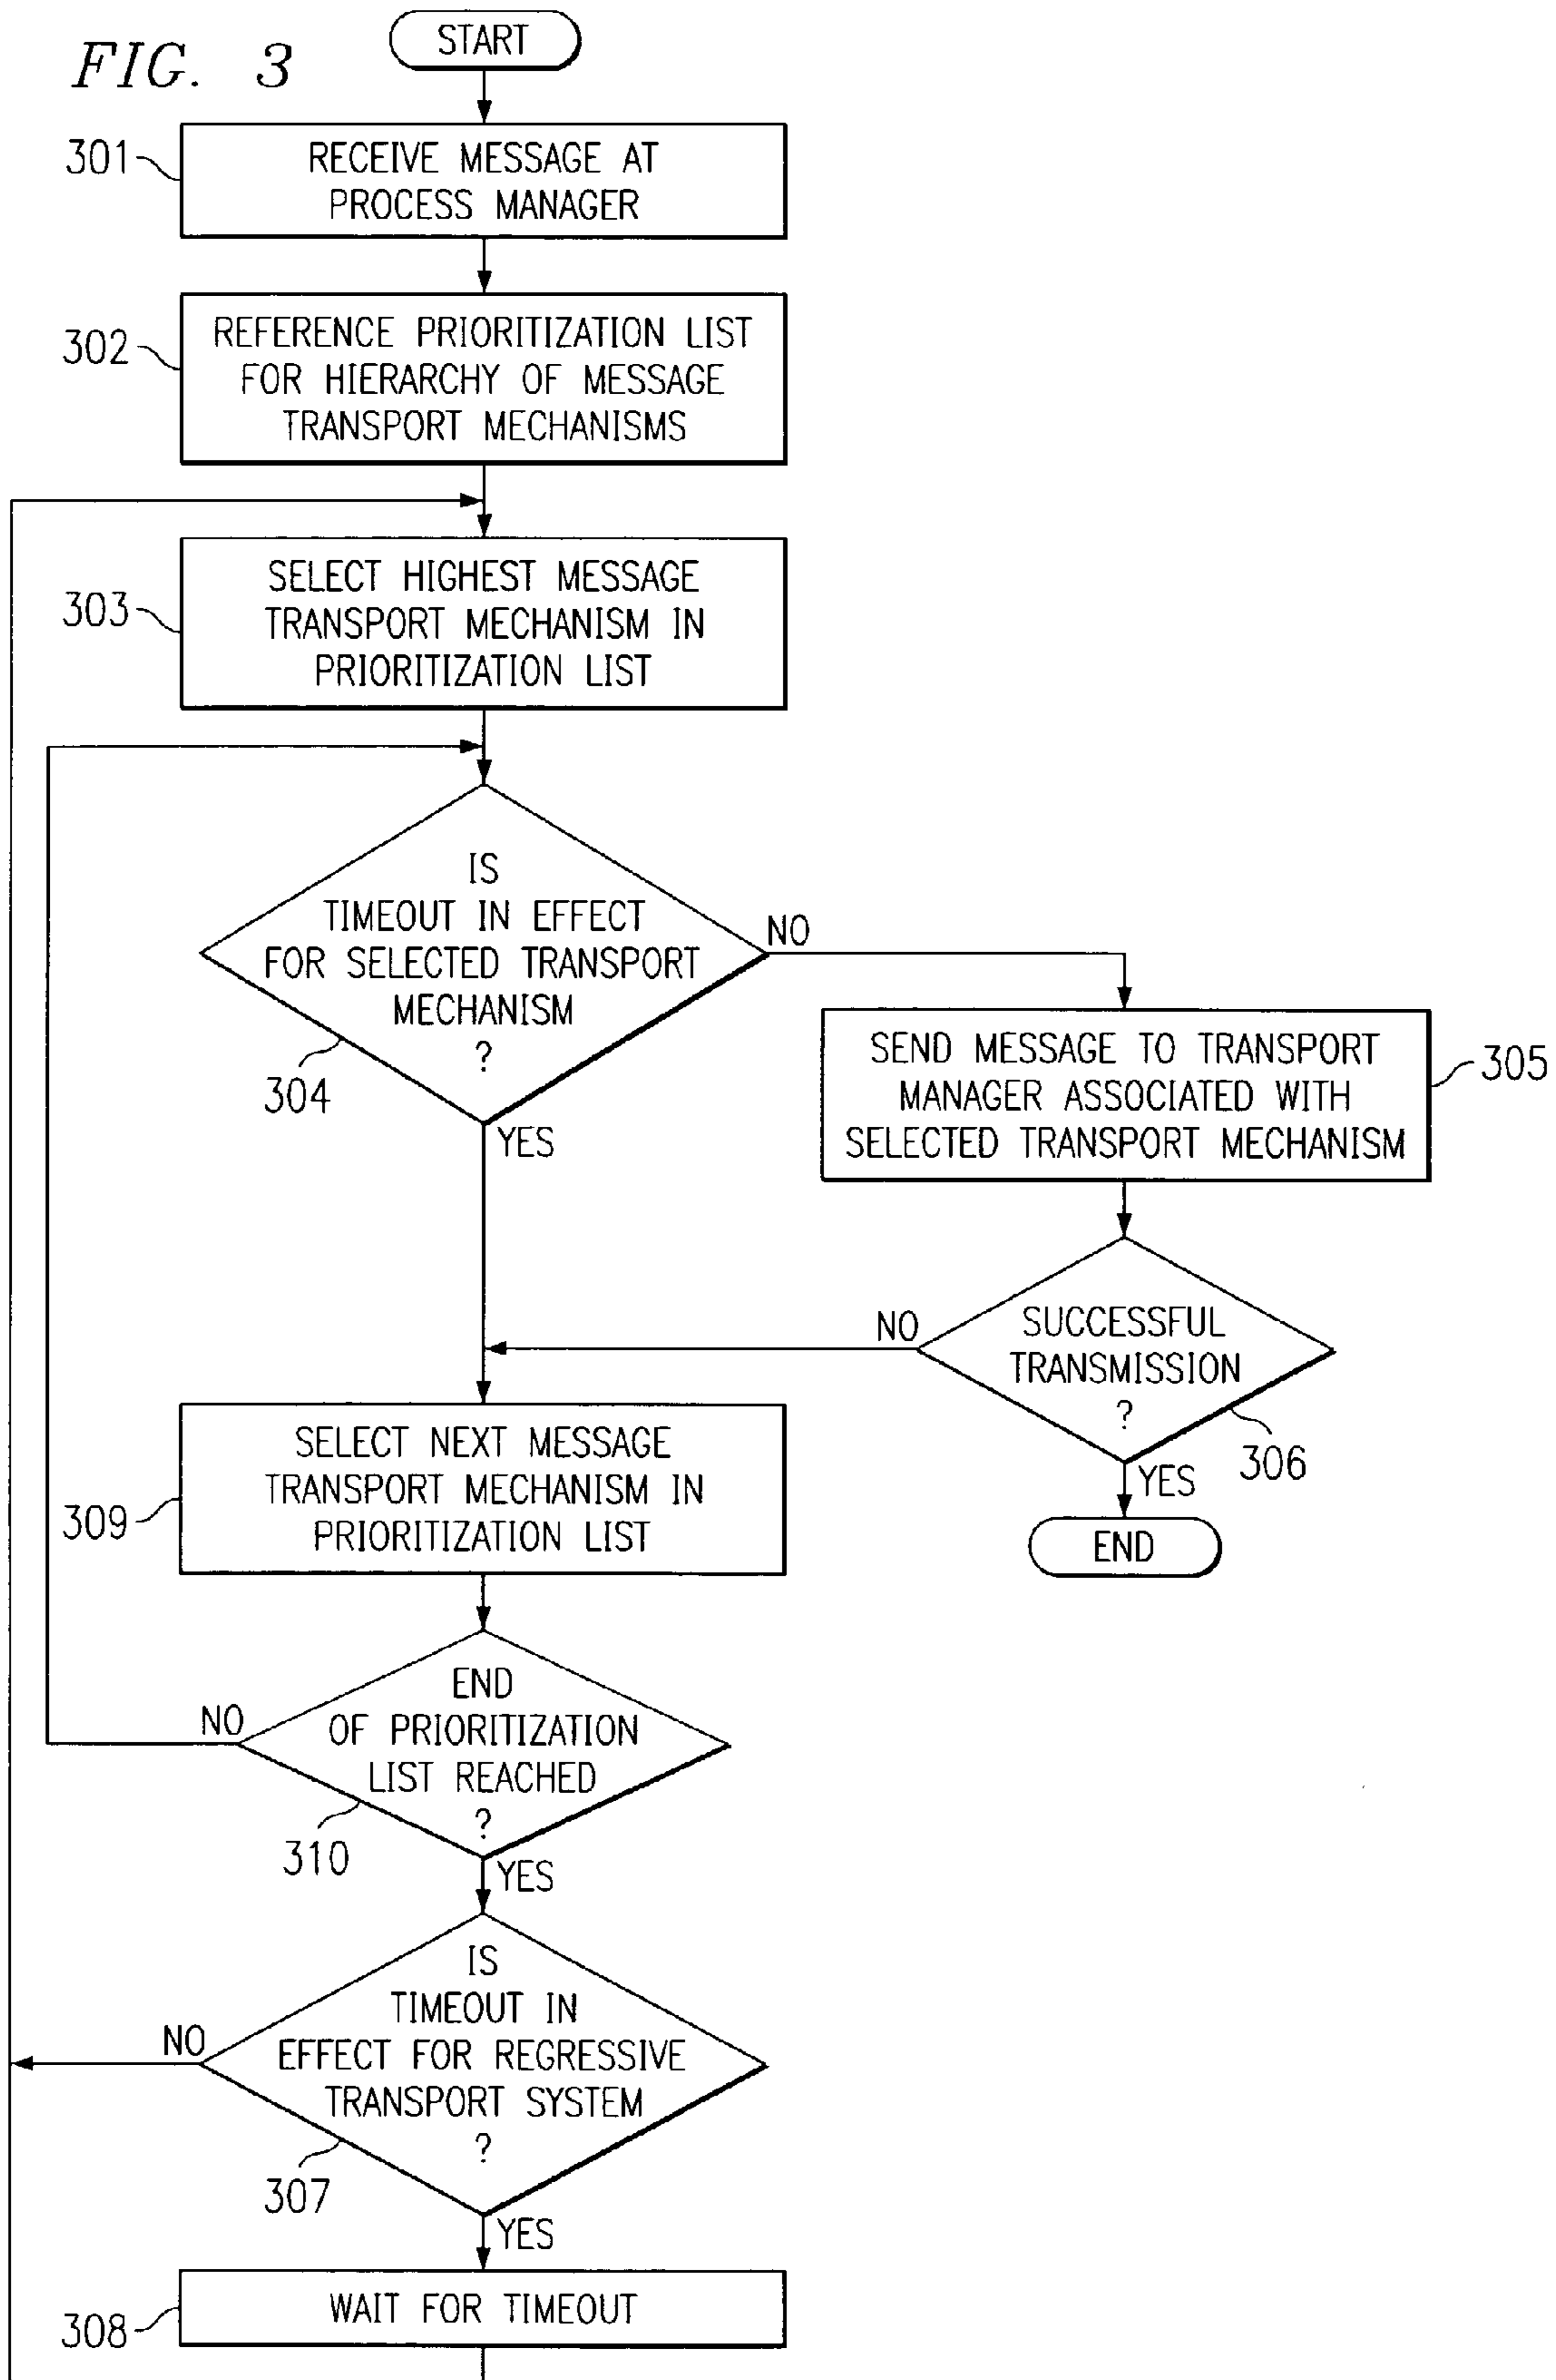 FIG. 3
START
301
RECEIVE MESSAGE AT
PROCESS MANAGER
302
REFERENCE PRIORITIZATION LIST
FOR HIERARCHY OF MESSAGE
TRANSPORT MECHANISMS
303
SELECT HIGHEST MESSAGE
TRANSPORT MECHANISM IN
PRIORITIZATION LIST
IS
TIMEOUT IN EFFECT
FOR SELECTED TRANSPORT
MECHANISM
?
304
NO
YES
SEND MESSAGE TO TRANSPORT
MANAGER ASSOCIATED WITH
SELECTED TRANSPORT MECHANISM
305
SUCCESSFUL
TRANSMISSION
?
306
NO
YES
END
309
SELECT NEXT MESSAGE
TRANSPORT MECHANISM IN
PRIORITIZATION LIST
END
OF PRIORITIZATION
LIST REACHED
?
310
NO
YES
IS
TIMEOUT IN
EFFECT FOR REGRESSIVE
TRANSPORT SYSTEM
?
307
NO
YES
308
WAIT FOR TIMEOUT